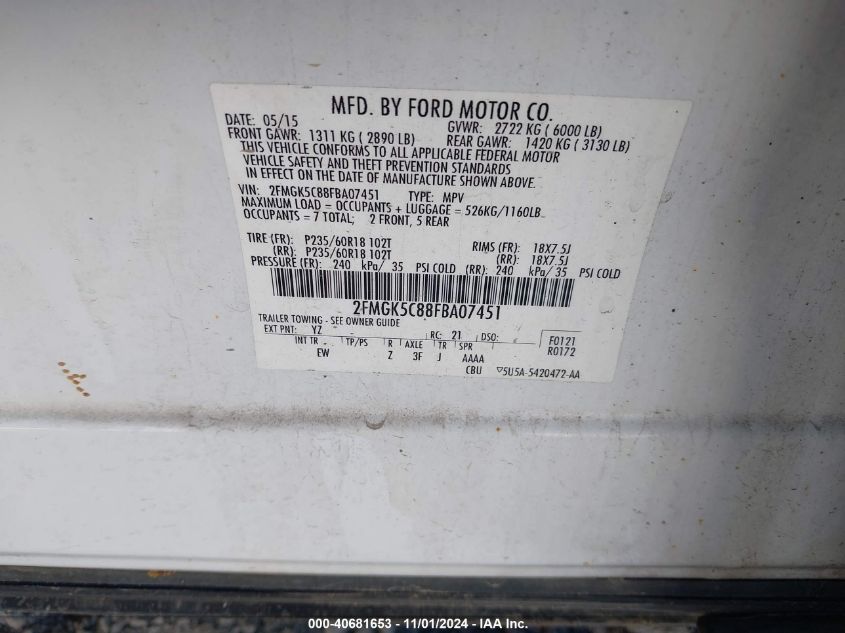 MFD. BY FORD MOTOR CO.
DATE: 05/15 GVWR: 2722 KG ( 6000 LB)
FRONT GAWR: 1311 KG ( 2890 LB) REAR GAWR: 1420 KG ( 3130 LB)
THIS VEHICLE CONFORMS TO ALL APPLICABLE FEDERAL MOTOR
VEHICLE SAFETY AND THEFT PREVENTION STANDARDS
IN EFFECT ON THE DATE OF MANUFACTURE SHOWN ABOVE.
VIN: 2FMGK5C88FBA07451 TYPE: MPV
MAXIMUM LOAD = OCCUPANTS + LUGGAGE = 526KG/1160LB
OCCUPANTS = 7 TOTAL; 2 FRONT, 5 REAR
TIRE (FR): P235/60R18 102T RIMS (FR): 18X7.5J
(RR): P235/60R18 102T (RR): 18X7.5J
PRESSURE (FR): 240 kPa/ 35 PSI COLD (RR): 240 kPa/ 35 PSI COLD
2FMGK5C88FBA07451
TRAILER TOWING - SEE OWNER GUIDE
EXT PNT: YZ RC: 21 DSO: F0121
INT TR TP/PS R AXLE TR SPR R0172
EW Z 3F J AAAA
CBU 5U5A-5420472-AA
000-40681653 - 11/01/2024 - IAA, Inc.